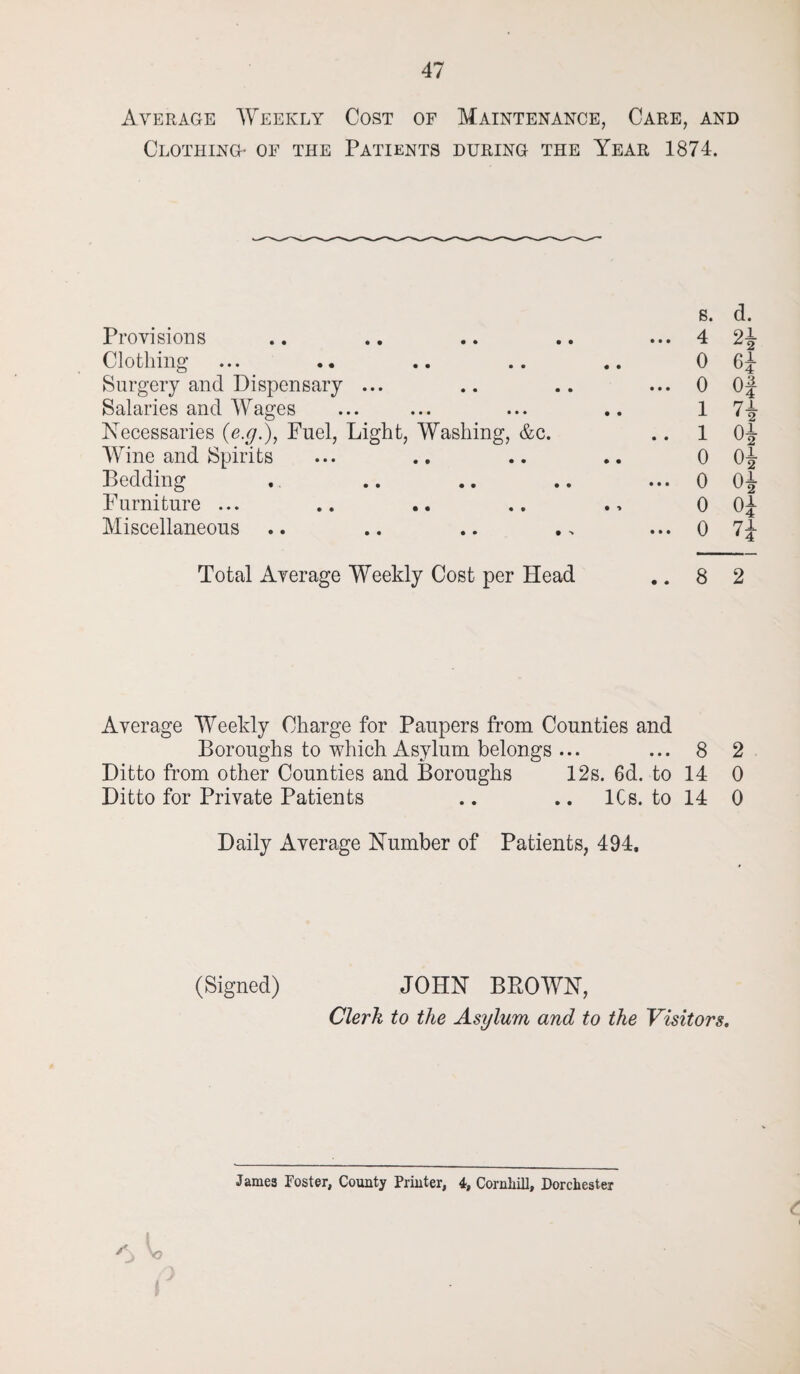 47
AVERAGE WEEKLY COST OF MAINTENANCE, CARE, AND
CLOTHING OF THE PATIENTS DURING THE YEAR 1874.
s. d.
Provisions .. .. .. .. ... 4 2½
Clothing ... .. .. .. .. 0 6¼
Surgery and Dispensary ... .. .. ... 0 0¾
Salaries and Wages ... ... ... .. 1 7½
Necessaries (e.g.), Fuel, Light, Washing, &c. .. 1 0½
Wine and Spirits ... .. .. .. 0 0½
Bedding .. .. .. .. ... 0 0½
Furniture ... .. .. .. .. 0 0¼
Miscellaneous .. .. .. .. ... 0 7¼
Total Average Weekly Cost per Head .. 8 2
Average Weekly Charge for Paupers from Counties and
Boroughs to which Asylum belongs ... ... 8 2
Ditto from other Counties and Boroughs 12s. 6d. to 14 0
Ditto for Private Patients .. .. 10s. to 14 0
Daily Average Number of Patients, 494.
(Signed) JOHN BROWN,
Clerk to the Asylum and to the Visitors.
James Foster, County Printer, 4, Cornhill, Dorchester